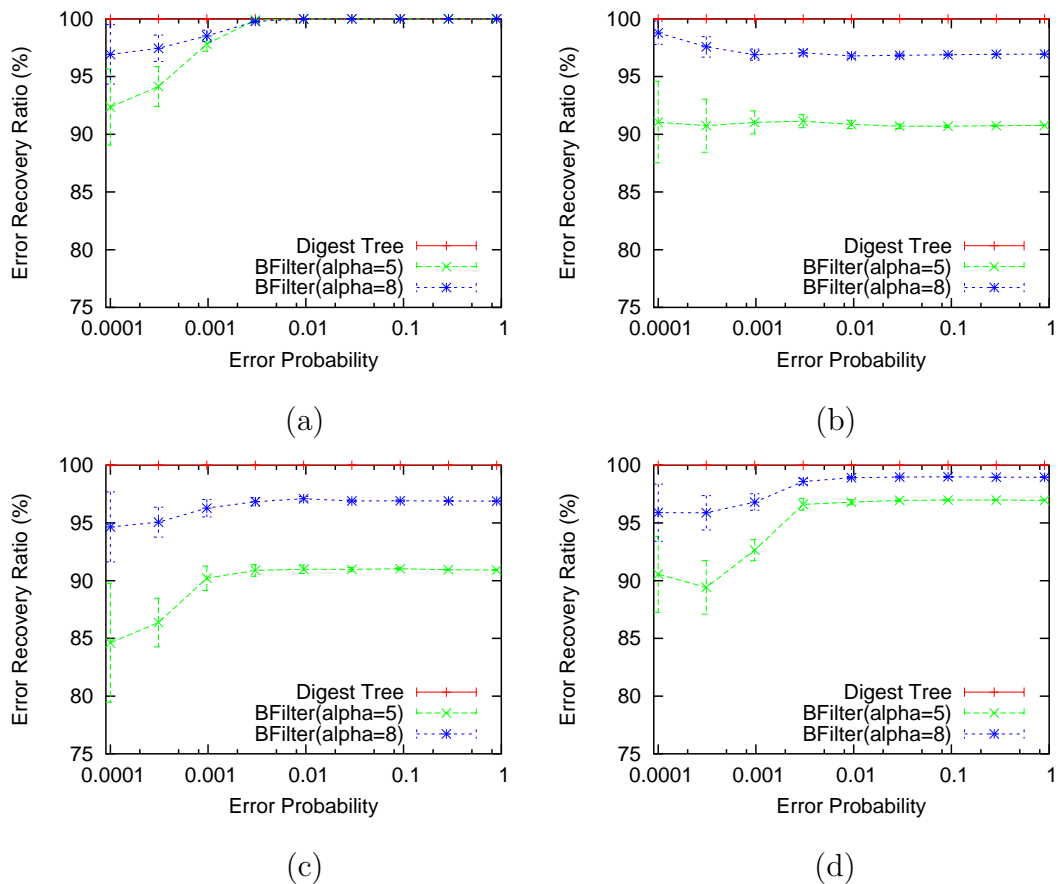 100
95
90
85
80
75
Error Recovery Ratio (%)
Digest Tree
BFilter(alpha=5)
BFilter(alpha=8)
0.0001 0.001 0.01 0.1 1
Error Probability
(a)
100
95
90
85
80
75
Error Recovery Ratio (%)
Digest Tree
BFilter(alpha=5)
BFilter(alpha=8)
0.0001 0.001 0.01 0.1 1
Error Probability
(b)
100
95
90
85
80
75
Error Recovery Ratio (%)
Digest Tree
BFilter(alpha=5)
BFilter(alpha=8)
0.0001 0.001 0.01 0.1 1
Error Probability
(c)
100
95
90
85
80
75
Error Recovery Ratio (%)
Digest Tree
BFilter(alpha=5)
BFilter(alpha=8)
0.0001 0.001 0.01 0.1 1
Error Probability
(d)